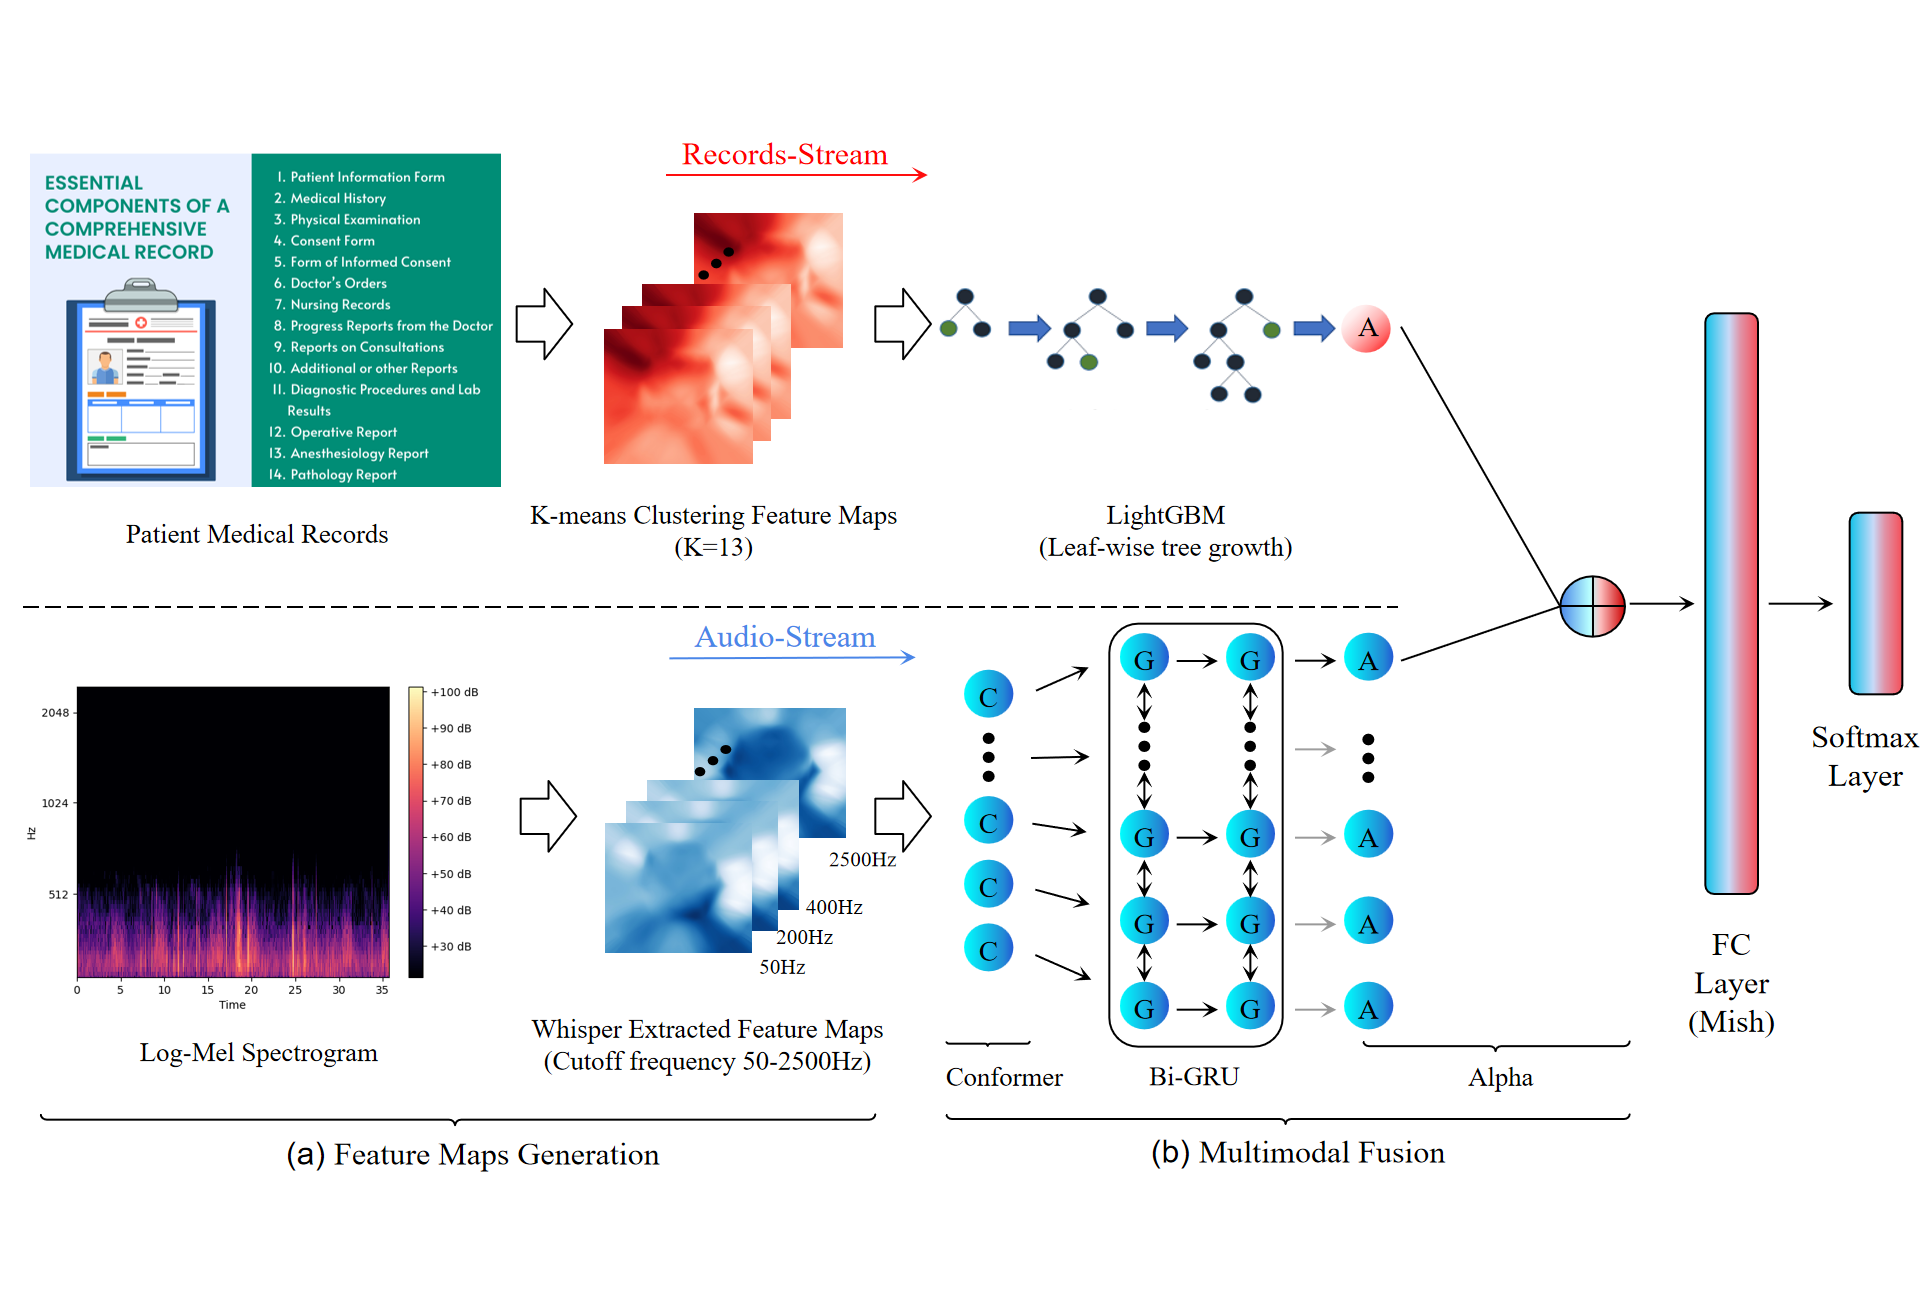 Records-Stream
ESSENTIAL
COMPONENTS OF A
COMPREHENSIVE
MEDICAL RECORD
1. Patient Information Form
2. Medical History
3. Physical Examination
4. Consent Form
5. Form of Informed Consent
6. Doctor's Orders
7. Nursing Records
8. Progress Reports from the Doctor
9. Reports on Consultations
10. Additional or other Reports
11. Diagnostic Procedures and Lab
Results
12. Operative Report
13. Anesthesiology Report
14. Pathology Report
A
Patient Medical Records
K-means Clustering Feature Maps
(K=13)
LightGBM
(Leaf-wise tree growth)
Audio-Stream
2048
1024
512
Hz
0 5 10 15 20 25 30 35
Time
+100 dB
+90 dB
+80 dB
+70 dB
+60 dB
+50 dB
+40 dB
+30 dB
Log-Mel Spectrogram
2500Hz
400Hz
200Hz
50Hz
Whisper Extracted Feature Maps
(Cutoff frequency 50-2500Hz)
C
C
C
C
G G A
G G A
G G A
G G A
Conformer
Bi-GRU
Alpha
FC
Layer
(Mish)
Softmax
Layer
(a) Feature Maps Generation
(b) Multimodal Fusion